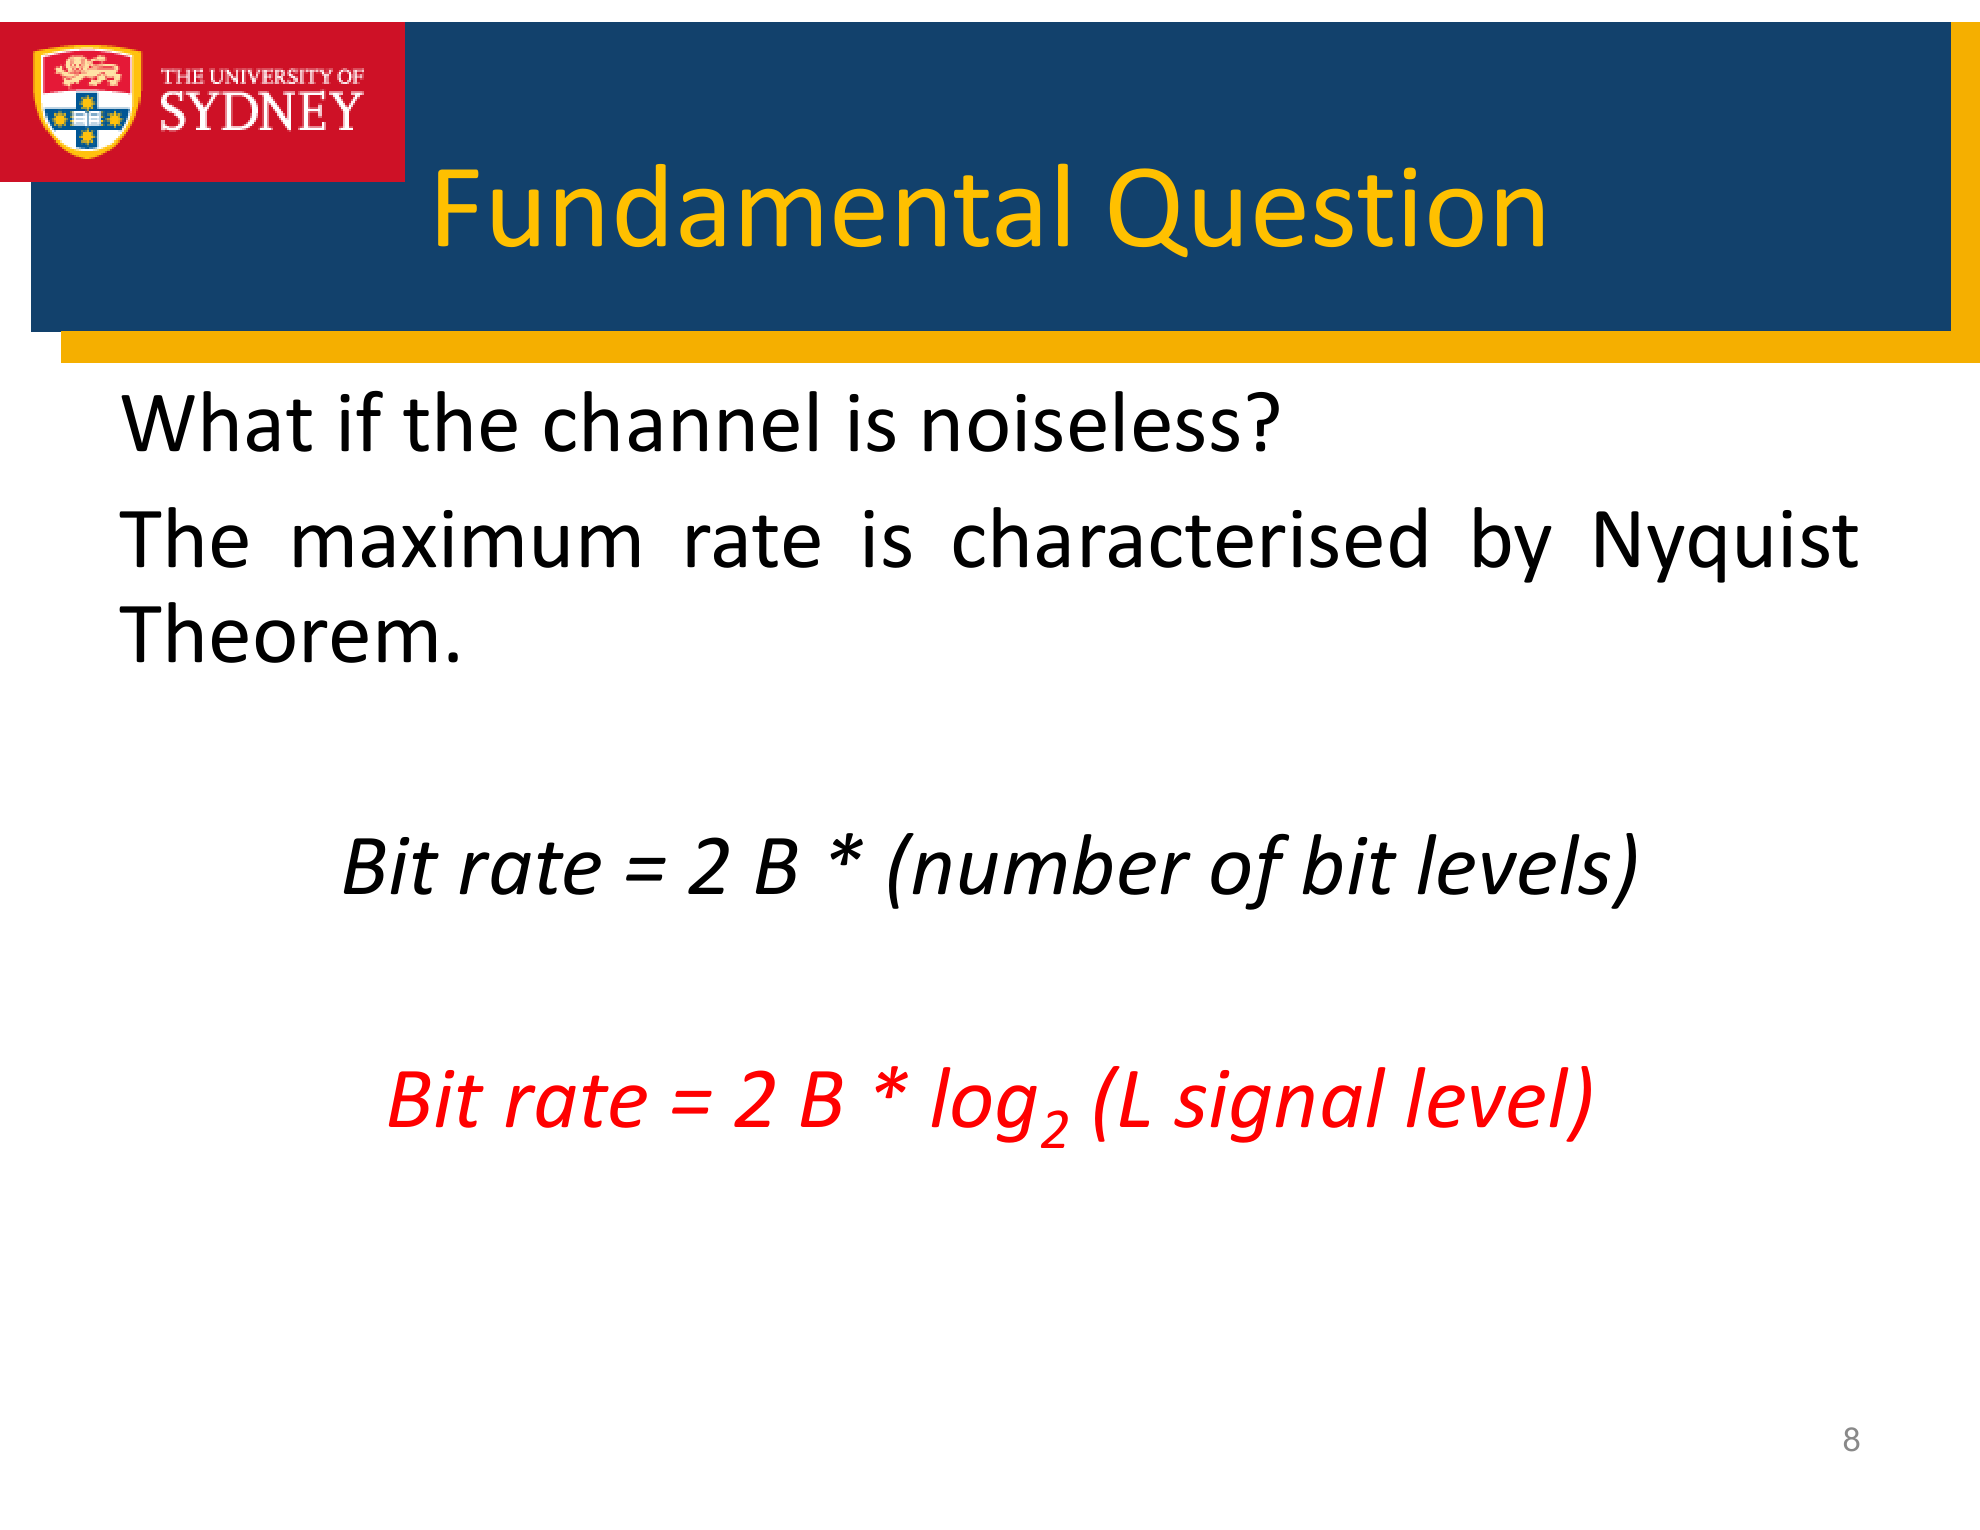 THE UNIVERSITY OF
SYDNEY
Fundamental Question
What if the channel is noiseless?
The maximum rate is characterised by Nyquist
Theorem.
Bit rate = 2 B * (number of bit levels)
Bit rate = 2 B * log₂ (L signal level)
8